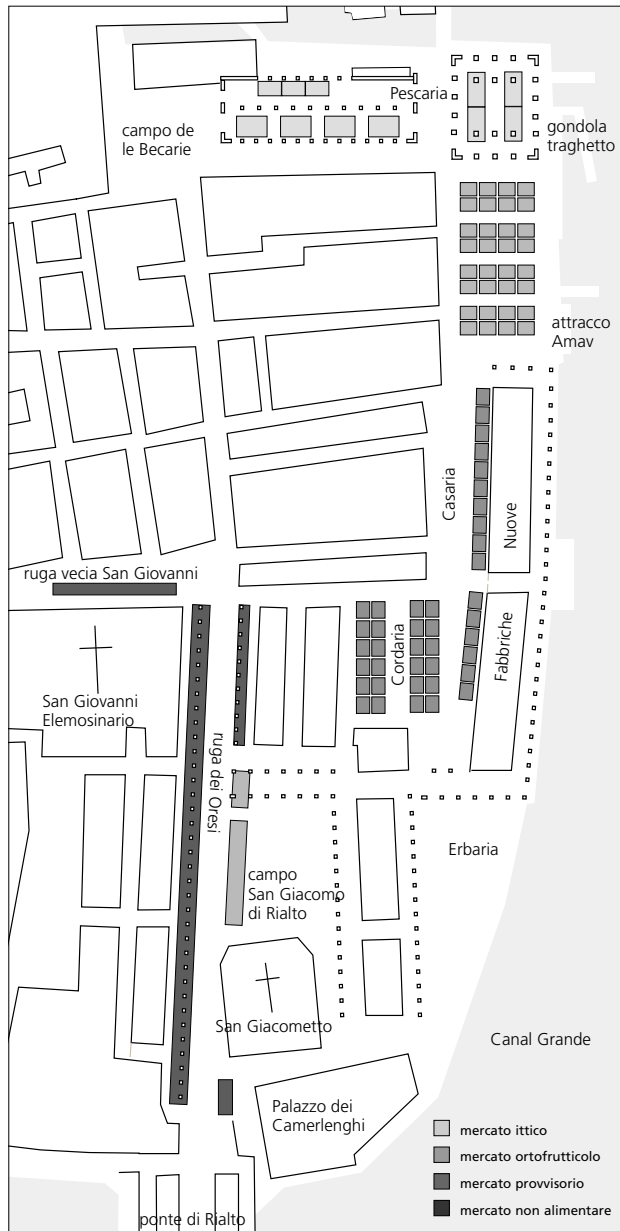 Pescaria
campo de
le Becarie
gondola
traghetto
attracco
Amav
Casaria
Nuove
ruga vecia San Giovanni
Cordaria
Fabbriche
San Giovanni
Elemosinario
ruga dei Oresi
Erbaria
campo
San Giacomo
di Rialto
San Giacometto
Canal Grande
Palazzo dei
Camerlenghi
mercato ittico
mercato ortofrutticolo
mercato provvisorio
mercato non alimentare
ponte di Rialto